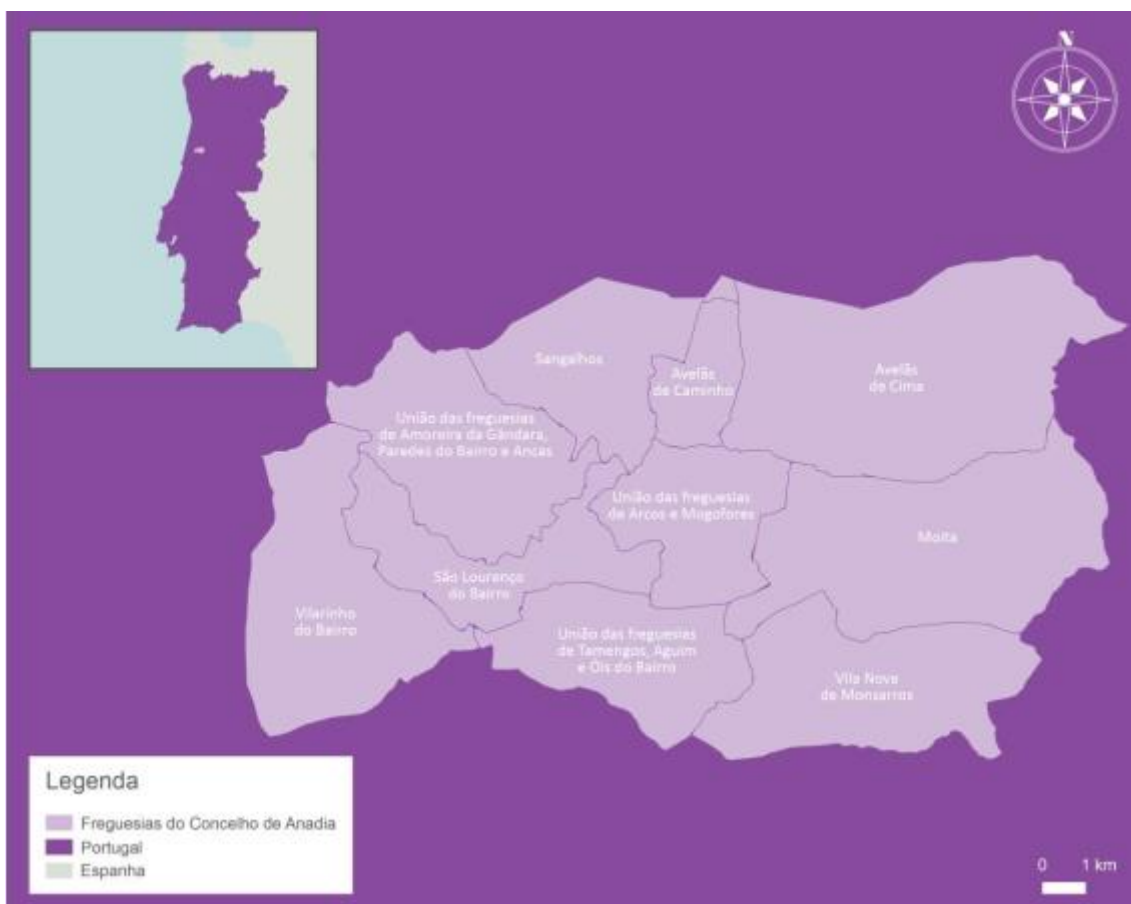 N
Sangalhos
Avelãs
de Caminho
Avelãs
de Cima
União das freguesias
de Amoreira da Gândara,
Paredes do Bairro e Ancas
União das freguesias
de Arcos e Mogofores
Moita
São Lourenço
do Bairro
Vilarinho
do Bairro
União das freguesias
de Tamengos, Aguim
e Óis do Bairro
Vila Nova
de Monsarros
Legenda
Freguesias do Concelho de Anadia
Portugal
Espanha
0 1 km